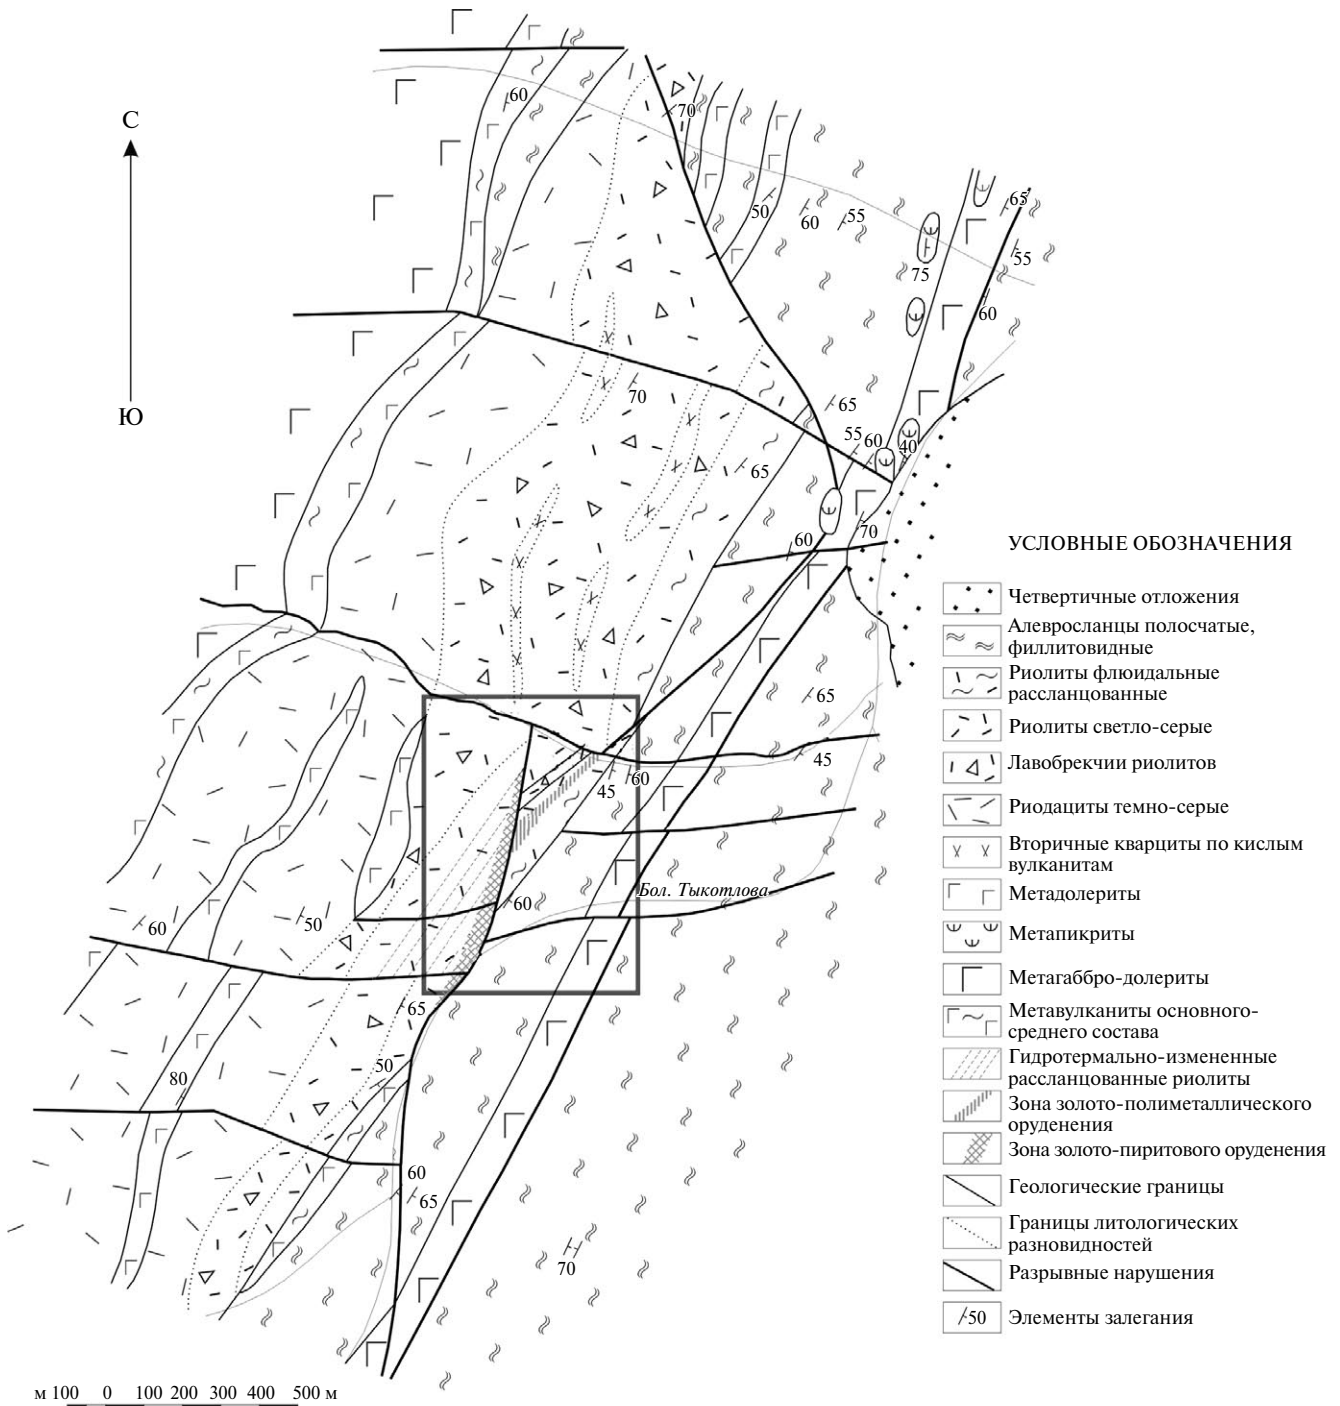 С
Ю
60
70
50
60
55
65
55
75
60
70
65
55
60
40
65
60
70
65
45
60
45
Бол. Тыкотлова
60
50
60
65
50
80
60
65
70
УСЛОВНЫЕ ОБОЗНАЧЕНИЯ
Четвертичные отложения
Алевросланцы полосчатые,
филлитовидные
Риолиты флюидальные
рассланцованные
Риолиты светло-серые
Лавобрекчии риолитов
Риодациты темно-серые
Вторичные кварциты по кислым
вулканитам
Метадолериты
Метапикриты
Метагаббро-долериты
Метавулканиты основного-
среднего состава
Гидротермально-измененные
рассланцованные риолиты
Зона золото-полиметаллического
оруденения
Зона золото-пиритового оруденения
Геологические границы
Границы литологических
разновидностей
Разрывные нарушения
50 Элементы залегания
м 100 0 100 200 300 400 500 м